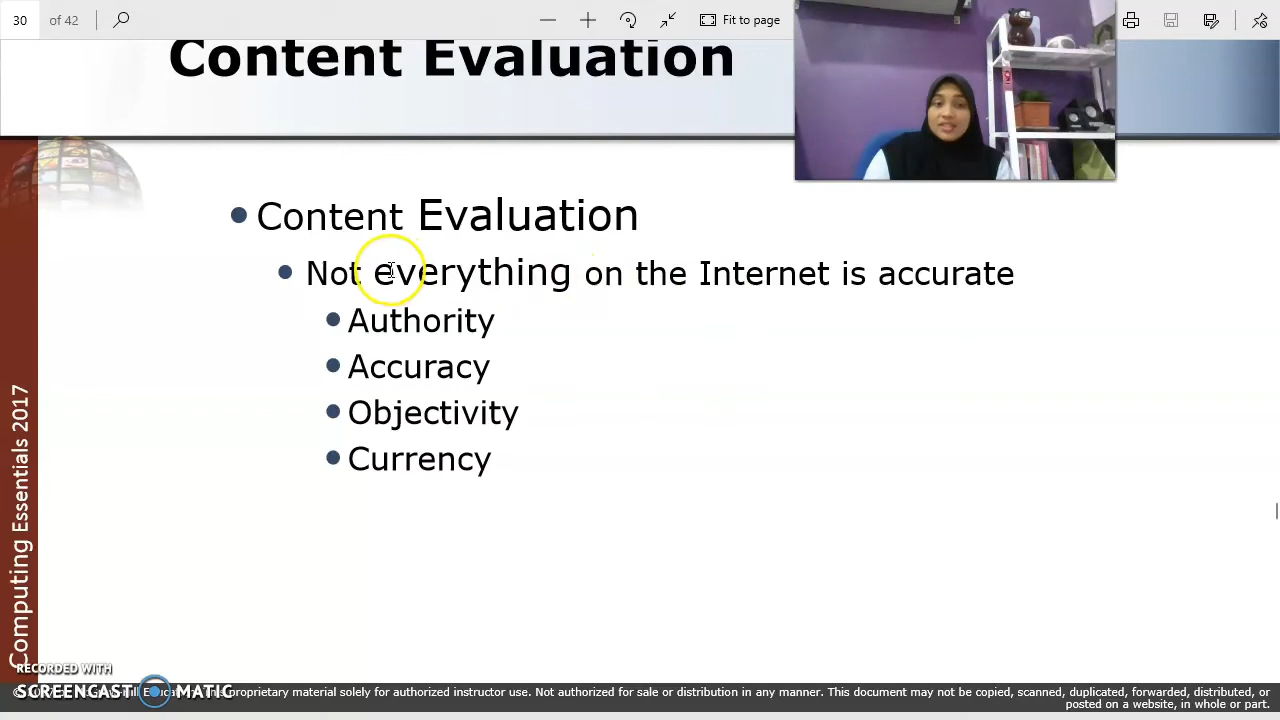 30 of 42
Fit to page
Content Evaluation
Content Evaluation
Not everything on the Internet is accurate
Authority
Accuracy
Objectivity
Currency
Computing Essentials 2017
RECORDED WITH
SCREENCAST MATIC
proprietary material solely for authorized instructor use. Not authorized for sale or distribution in any manner. This document may not be copied, scanned, duplicated, forwarded, distributed, or
posted on a website, in whole or part.